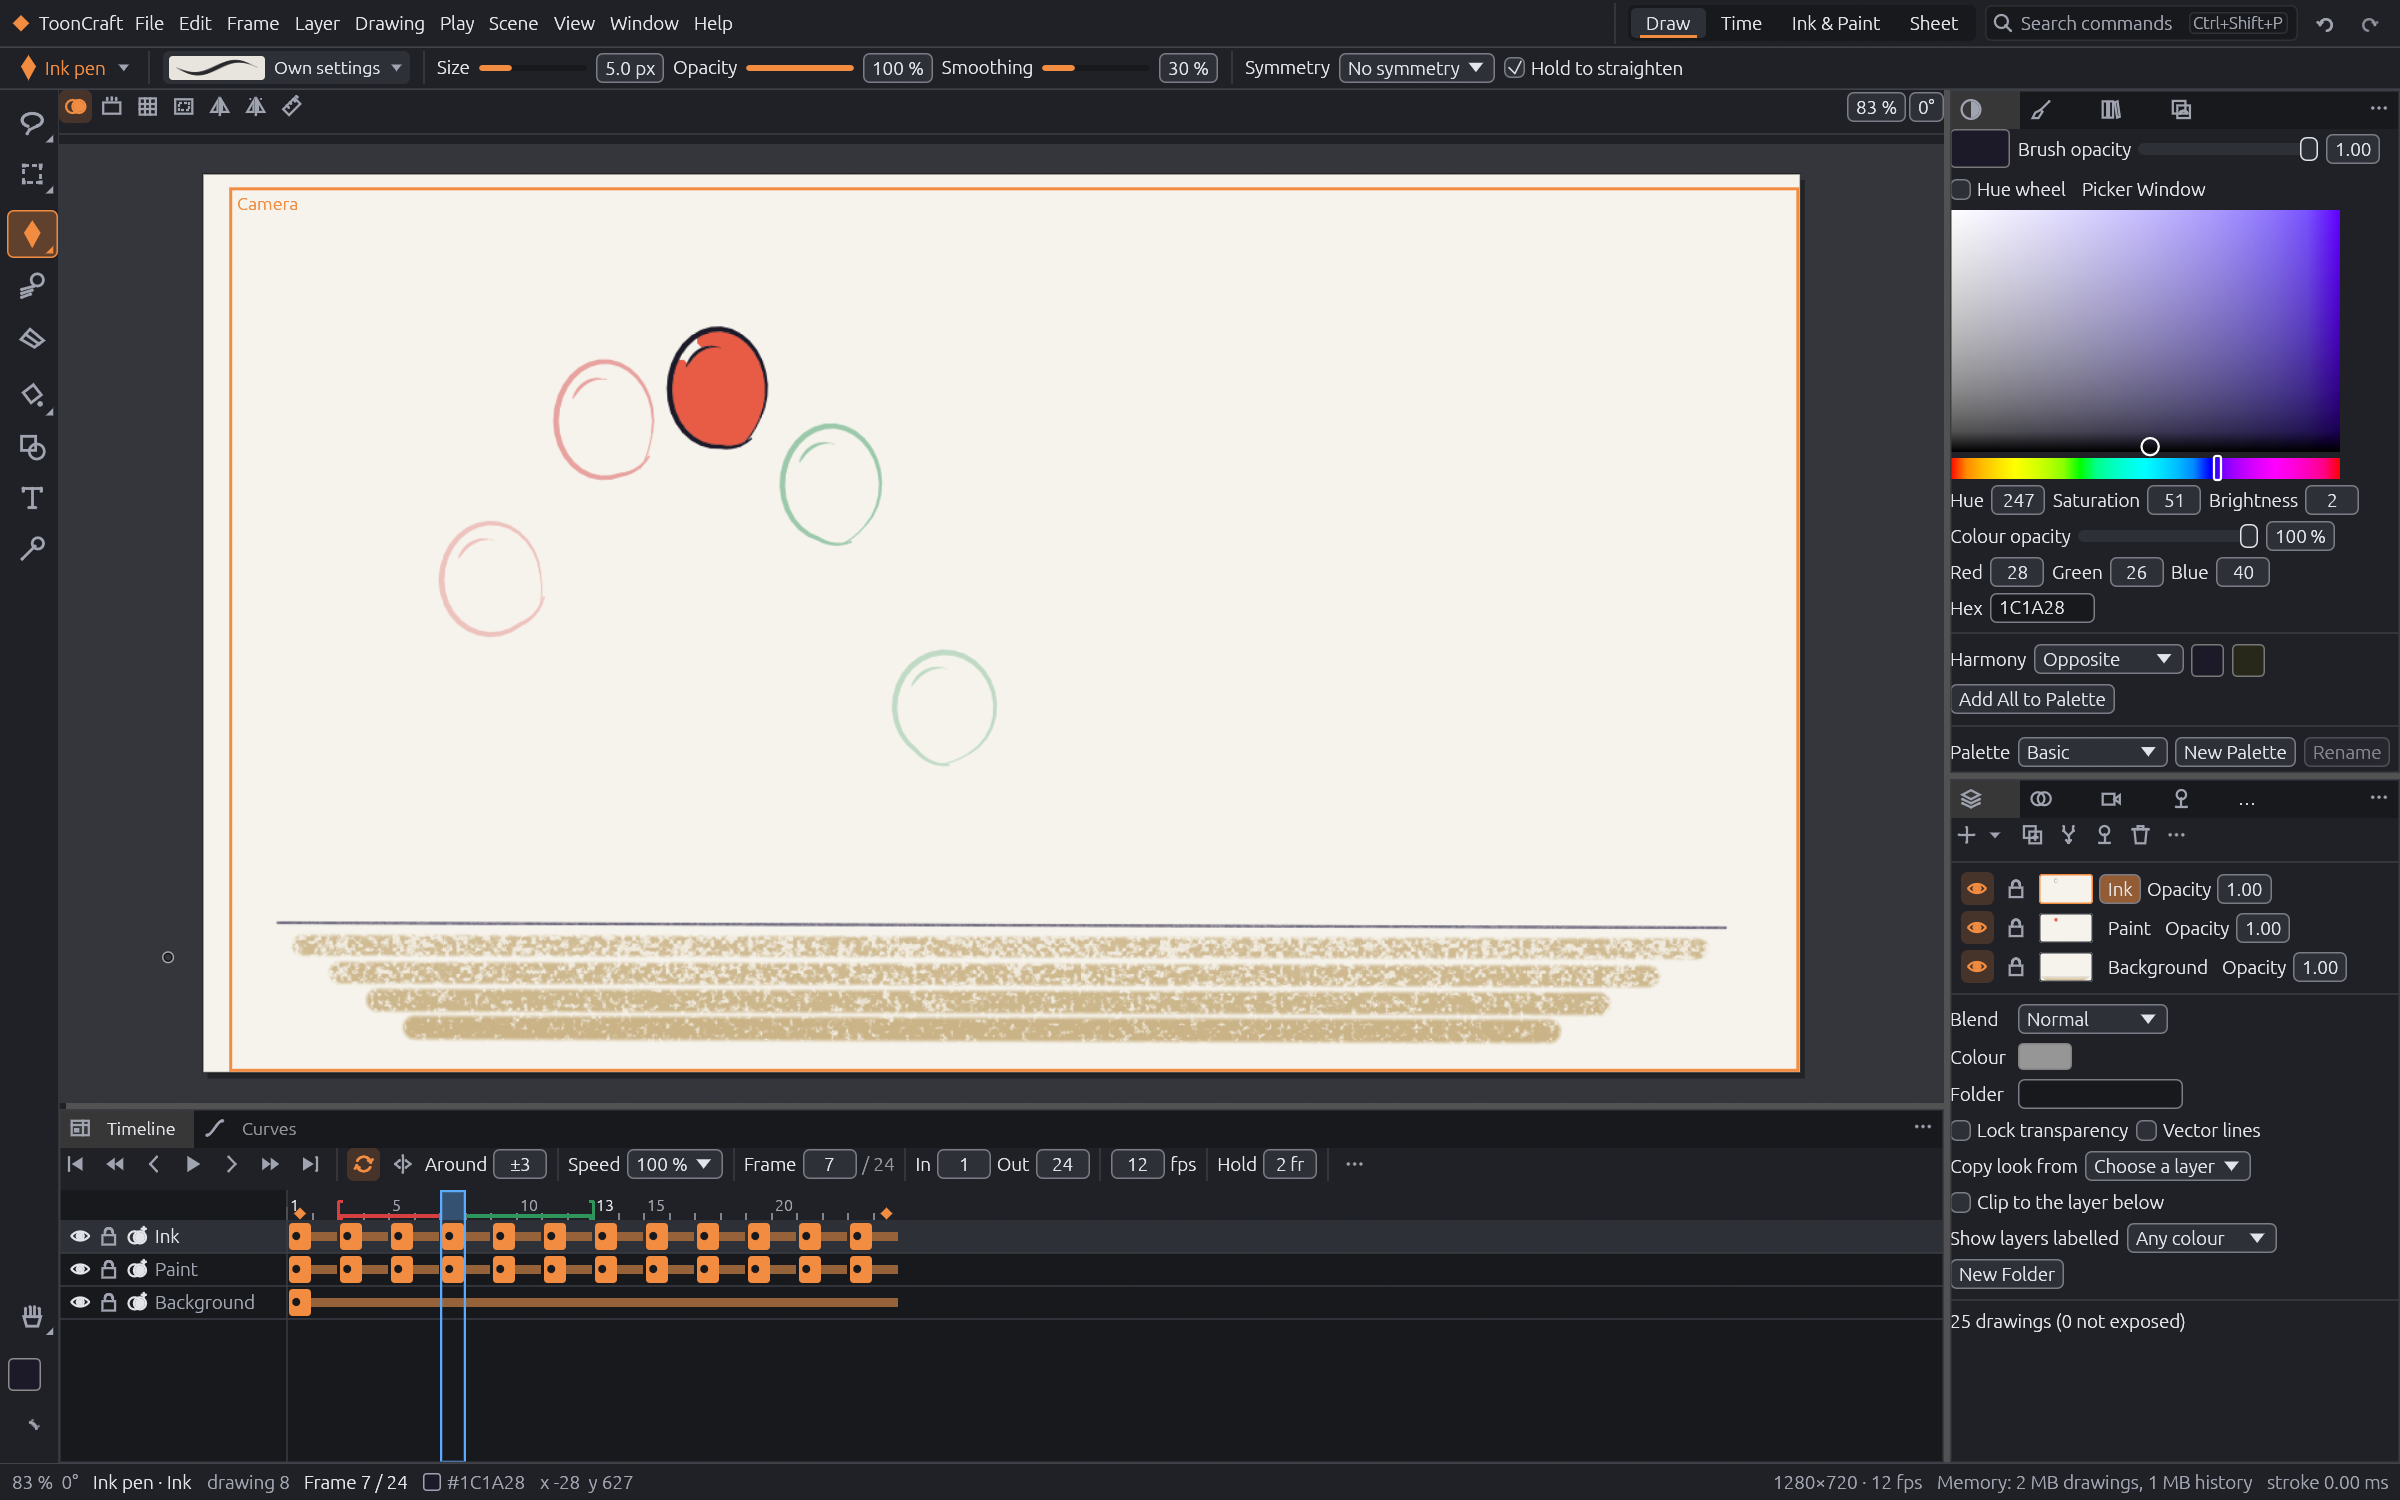 ToonCraft File Edit Frame Layer Drawing Play Scene View Window Help Draw Time Ink & Paint Sheet Search commands Ctrl+Shift+P
Ink pen Own settings Size 5.0 px Opacity 100 % Smoothing 30 % Symmetry No symmetry Hold to straighten
83 % 0°
Camera
Brush opacity 1.00
Hue wheel Picker Window
Hue 247 Saturation 51 Brightness 2
Colour opacity 100 %
Red 28 Green 26 Blue 40
Hex 1C1A28
Harmony Opposite
Add All to Palette
Palette Basic New Palette Rename
...
Ink Opacity 1.00
Paint Opacity 1.00
Background Opacity 1.00
Blend Normal
Colour
Folder
Lock transparency Vector lines
Copy look from Choose a layer
Clip to the layer below
Show layers labelled Any colour
New Folder
25 drawings (0 not exposed)
Timeline Curves
Around ±3 Speed 100 % Frame 7 / 24 In 1 Out 24 12 fps Hold 2 fr
1 5 10 13 15 20
Ink
Paint
Background
83 % 0° Ink pen · Ink drawing 8 Frame 7 / 24 #1C1A28 x -28 y 627 1280×720 · 12 fps Memory: 2 MB drawings, 1 MB history stroke 0.00 ms